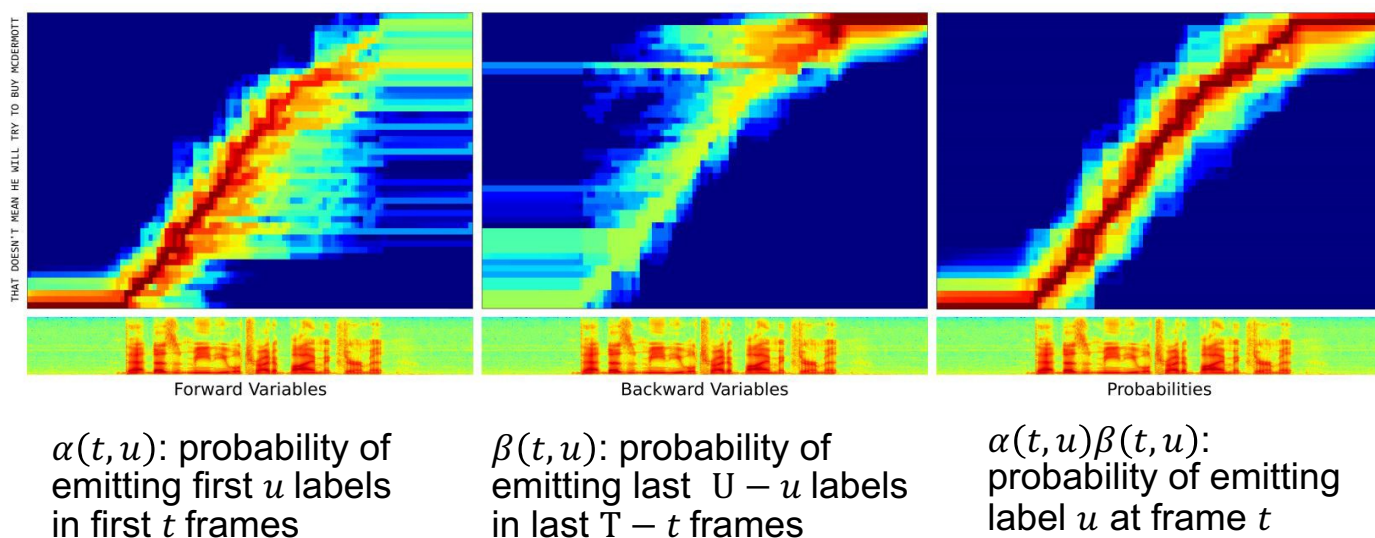 THAT DOESN'T MEAN HE WILL TRY TO BUY MCDERMOTT
Forward Variables
Backward Variables
Probabilities
α(t, u): probability of
emitting first u labels
in first t frames
β(t, u): probability of
emitting last U − u labels
in last T − t frames
α(t, u)β(t, u):
probability of emitting
label u at frame t